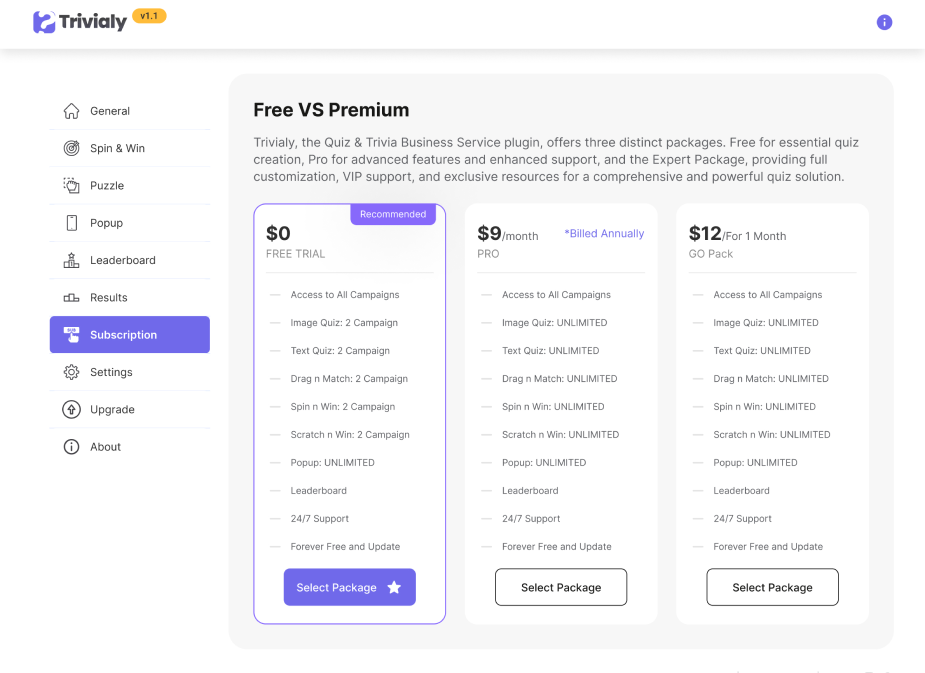 Trivialy v1.1
General
Spin & Win
Puzzle
Popup
Leaderboard
Results
Subscription
Settings
Upgrade
About
Free VS Premium
Trivialy, the Quiz & Trivia Business Service plugin, offers three distinct packages. Free for essential quiz
creation, Pro for advanced features and enhanced support, and the Expert Package, providing full
customization, VIP support, and exclusive resources for a comprehensive and powerful quiz solution.
Recommended
$0
FREE TRIAL
Access to All Campaigns
Image Quiz: 2 Campaign
Text Quiz: 2 Campaign
Drag n Match: 2 Campaign
Spin n Win: 2 Campaign
Scratch n Win: 2 Campaign
Popup: UNLIMITED
Leaderboard
24/7 Support
Forever Free and Update
Select Package
$9/month *Billed Annually
PRO
Access to All Campaigns
Image Quiz: UNLIMITED
Text Quiz: UNLIMITED
Drag n Match: UNLIMITED
Spin n Win: UNLIMITED
Scratch n Win: UNLIMITED
Popup: UNLIMITED
Leaderboard
24/7 Support
Forever Free and Update
Select Package
$12/For 1 Month
GO Pack
Access to All Campaigns
Image Quiz: UNLIMITED
Text Quiz: UNLIMITED
Drag n Match: UNLIMITED
Spin n Win: UNLIMITED
Scratch n Win: UNLIMITED
Popup: UNLIMITED
Leaderboard
24/7 Support
Forever Free and Update
Select Package